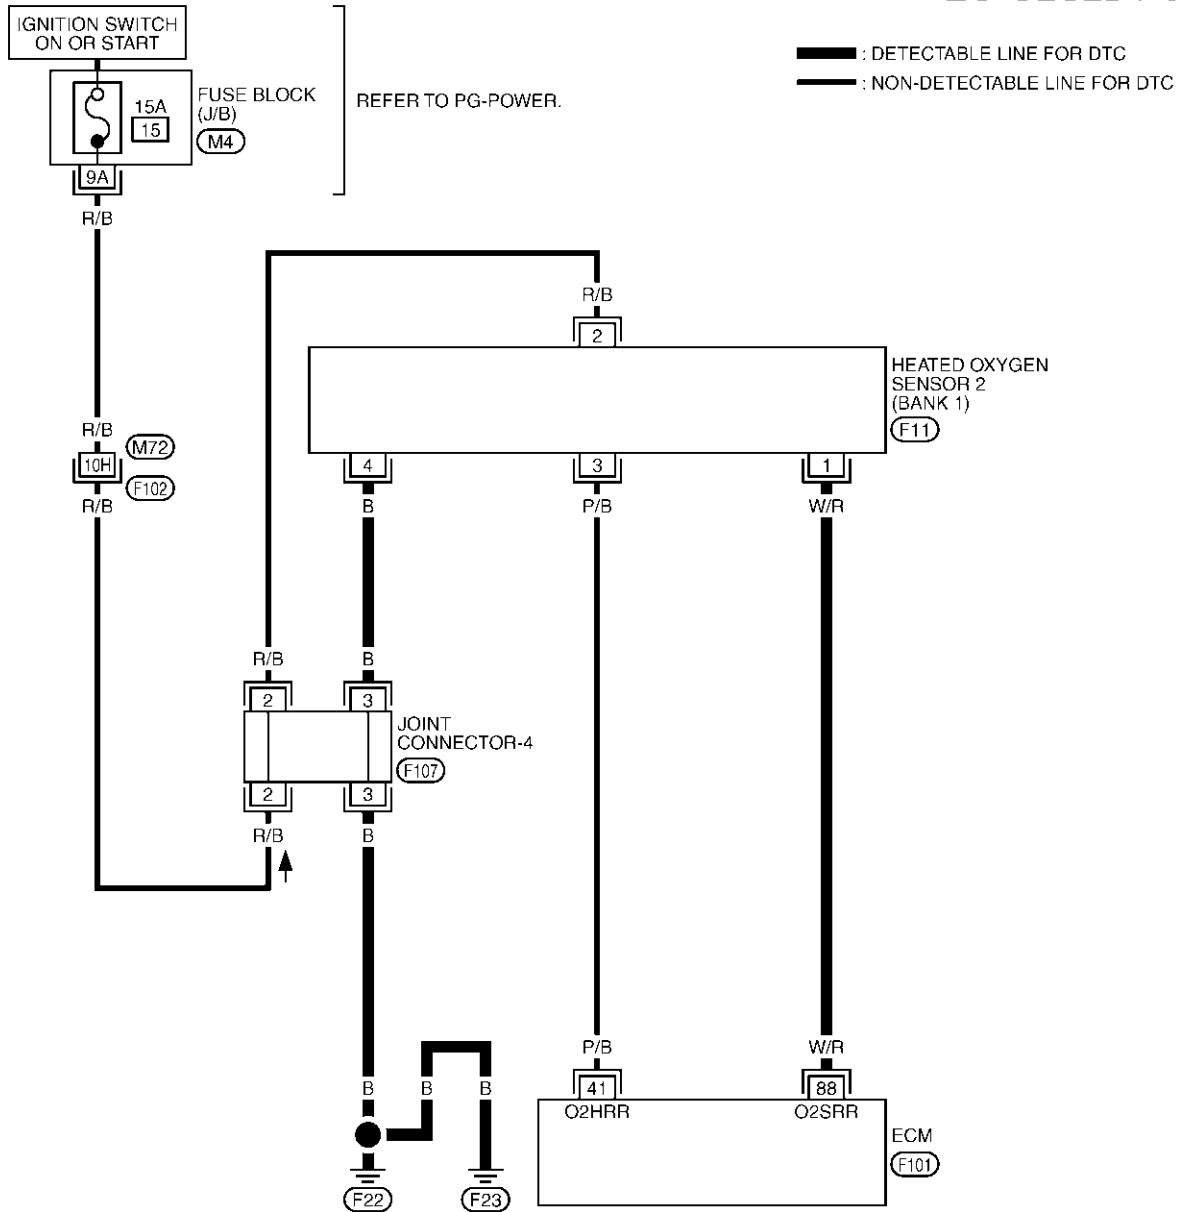 IGNITION SWITCH
ON OR START
: DETECTABLE LINE FOR DTC
: NON-DETECTABLE LINE FOR DTC
FUSE BLOCK
(J/B)
M4
15A
15
REFER TO PG-POWER.
9A
R/B
R/B
2
HEATED OXYGEN
SENSOR 2
(BANK 1)
F11
R/B
M72
10H
F102
R/B
4
3
1
B
P/B
W/R
R/B
B
2
3
JOINT
CONNECTOR-4
F107
2
3
R/B
B
P/B
W/R
B
B
B
41
88
O2HRR
O2SRR
ECM
F101
F22
F23